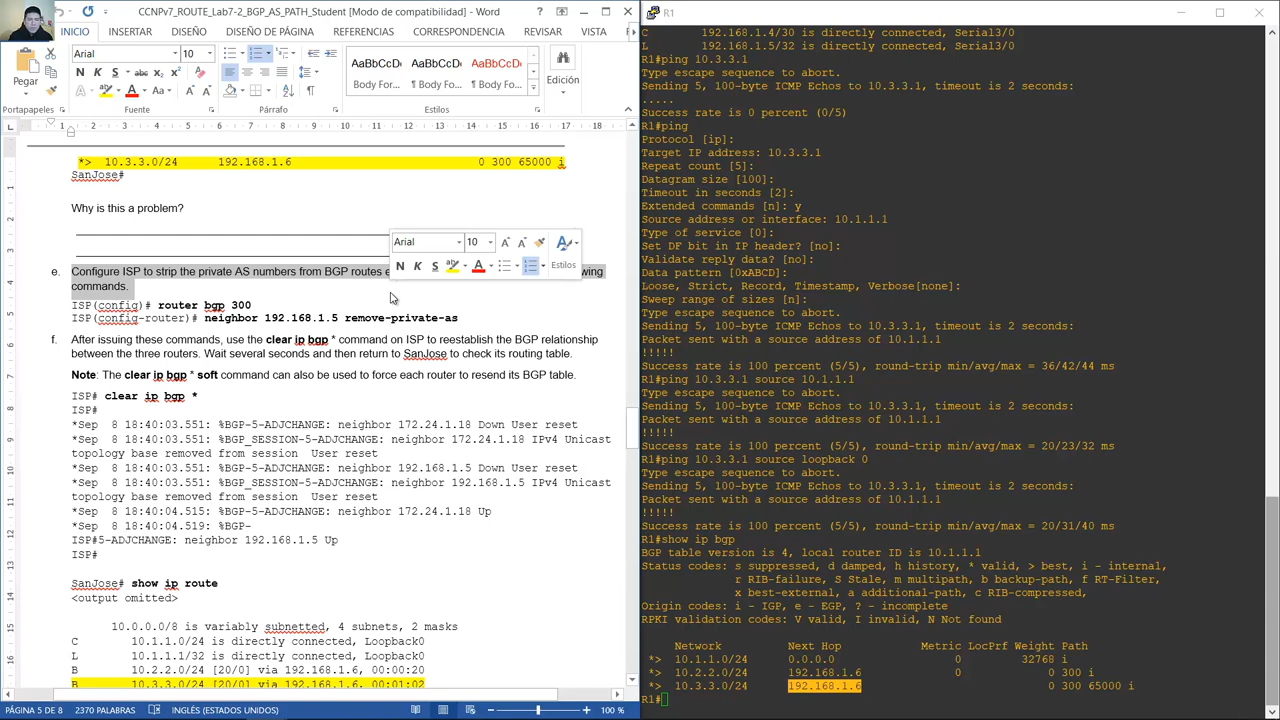 CCNPv7_ROUTE_Lab7-2_BGP_AS_PATH_Student [Modo de compatibilidad] - Word
INICIO INSERTAR DISEÑO DISEÑO DE PÁGINA REFERENCIAS CORRESPONDENCIA REVISAR VISTA
Pegar
Arial 10
N K S abc
AaBbCcD AaBbCcDd AaBbCcDd
Body Fo... ¶ Body Fo... ¶ Body Fo...
Edición
Portapapeles Fuente Párrafo Estilos
1 2 3 4 5 6 7 8 9 10 11 12 13 14 15 16 17 18
*> 10.3.3.0/24 192.168.1.6 0 300 65000 i
SanJose#
Why is this a problem?
Arial 10
N K S Estilos
e. Configure ISP to strip the private AS numbers from BGP routes e wing
commands.
ISP(config)# router bgp 300
ISP(config-router)# neighbor 192.168.1.5 remove-private-as
f. After issuing these commands, use the clear ip bgp * command on ISP to reestablish the BGP relationship
between the three routers. Wait several seconds and then return to SanJose to check its routing table.
Note: The clear ip bgp * soft command can also be used to force each router to resend its BGP table.
ISP# clear ip bgp *
ISP#
*Sep 8 18:40:03.551: %BGP-5-ADJCHANGE: neighbor 172.24.1.18 Down User reset
*Sep 8 18:40:03.551: %BGP_SESSION-5-ADJCHANGE: neighbor 172.24.1.18 IPv4 Unicast
topology base removed from session User reset
*Sep 8 18:40:03.551: %BGP-5-ADJCHANGE: neighbor 192.168.1.5 Down User reset
*Sep 8 18:40:03.551: %BGP_SESSION-5-ADJCHANGE: neighbor 192.168.1.5 IPv4 Unicast
topology base removed from session User reset
*Sep 8 18:40:04.515: %BGP-5-ADJCHANGE: neighbor 172.24.1.18 Up
*Sep 8 18:40:04.519: %BGP-
ISP#5-ADJCHANGE: neighbor 192.168.1.5 Up
ISP#
SanJose# show ip route
<output omitted>
10.0.0.0/8 is variably subnetted, 4 subnets, 2 masks
C 10.1.1.0/24 is directly connected, Loopback0
L 10.1.1.1/32 is directly connected, Loopback0
B 10.2.2.0/24 [20/0] via 192.168.1.6, 00:00:20
B 10.3.3.0/24 [20/0] via 192.168.1.6, 00:01:02
PÁGINA 5 DE 8 2370 PALABRAS INGLÉS (ESTADOS UNIDOS) 100 %
R1
C 192.168.1.4/30 is directly connected, Serial3/0
L 192.168.1.5/32 is directly connected, Serial3/0
R1#ping 10.3.3.1
Type escape sequence to abort.
Sending 5, 100-byte ICMP Echos to 10.3.3.1, timeout is 2 seconds:
.....
Success rate is 0 percent (0/5)
R1#ping
Protocol [ip]:
Target IP address: 10.3.3.1
Repeat count [5]:
Datagram size [100]:
Timeout in seconds [2]:
Extended commands [n]: y
Source address or interface: 10.1.1.1
Type of service [0]:
Set DF bit in IP header? [no]:
Validate reply data? [no]:
Data pattern [0xABCD]:
Loose, Strict, Record, Timestamp, Verbose[none]:
Sweep range of sizes [n]:
Type escape sequence to abort.
Sending 5, 100-byte ICMP Echos to 10.3.3.1, timeout is 2 seconds:
Packet sent with a source address of 10.1.1.1
!!!!!
Success rate is 100 percent (5/5), round-trip min/avg/max = 36/42/44 ms
R1#ping 10.3.3.1 source 10.1.1.1
Type escape sequence to abort.
Sending 5, 100-byte ICMP Echos to 10.3.3.1, timeout is 2 seconds:
Packet sent with a source address of 10.1.1.1
!!!!!
Success rate is 100 percent (5/5), round-trip min/avg/max = 20/23/32 ms
R1#ping 10.3.3.1 source loopback 0
Type escape sequence to abort.
Sending 5, 100-byte ICMP Echos to 10.3.3.1, timeout is 2 seconds:
Packet sent with a source address of 10.1.1.1
!!!!!
Success rate is 100 percent (5/5), round-trip min/avg/max = 20/31/40 ms
R1#show ip bgp
BGP table version is 4, local router ID is 10.1.1.1
Status codes: s suppressed, d damped, h history, * valid, > best, i - internal,
r RIB-failure, S Stale, m multipath, b backup-path, f RT-Filter,
x best-external, a additional-path, c RIB-compressed,
Origin codes: i - IGP, e - EGP, ? - incomplete
RPKI validation codes: V valid, I invalid, N Not found
Network Next Hop Metric LocPrf Weight Path
*> 10.1.1.0/24 0.0.0.0 0 32768 i
*> 10.2.2.0/24 192.168.1.6 0 0 300 i
*> 10.3.3.0/24 192.168.1.6 0 300 65000 i
R1#